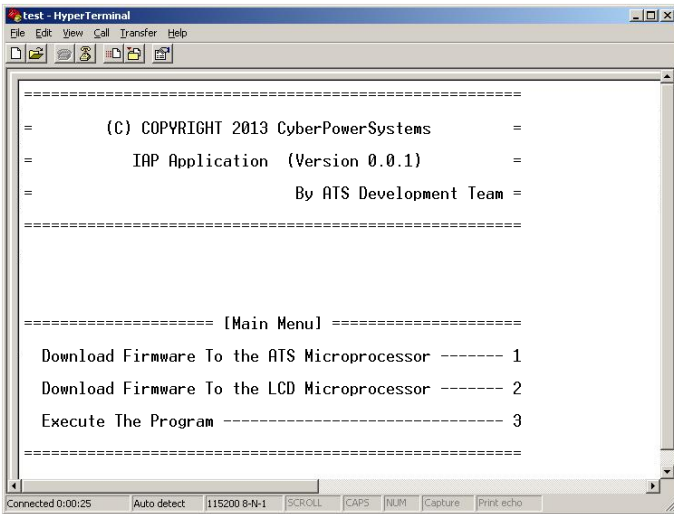 test - HyperTerminal
File Edit View Call Transfer Help
=======================================================
= (C) COPYRIGHT 2013 CyberPowerSystems =
= IAP Application (Version 0.0.1) =
= By ATS Development Team =
=======================================================
===================== [Main Menu] =====================
Download Firmware To the ATS Microprocessor ------- 1
Download Firmware To the LCD Microprocessor ------- 2
Execute The Program ------------------------------- 3
=======================================================
Connected 0:00:25 Auto detect 115200 8-N-1 SCROLL CAPS NUM Capture Print echo